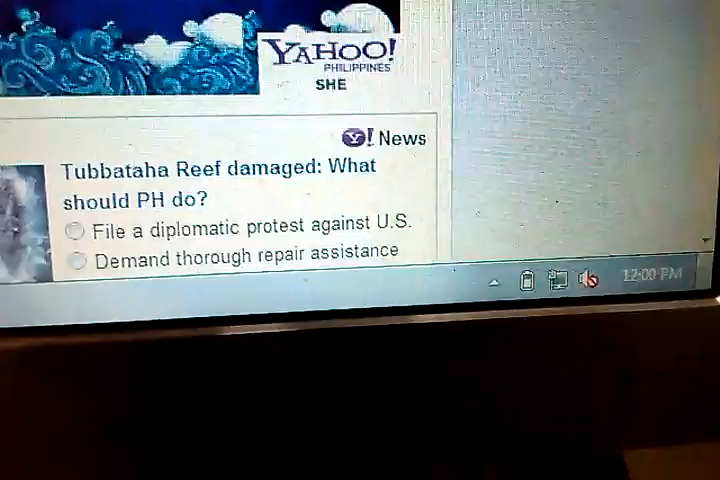 YAHOO!
PHILIPPINES
SHE
Y! News
Tubbataha Reef damaged: What
should PH do?
File a diplomatic protest against U.S.
Demand thorough repair assistance
12:00 PM